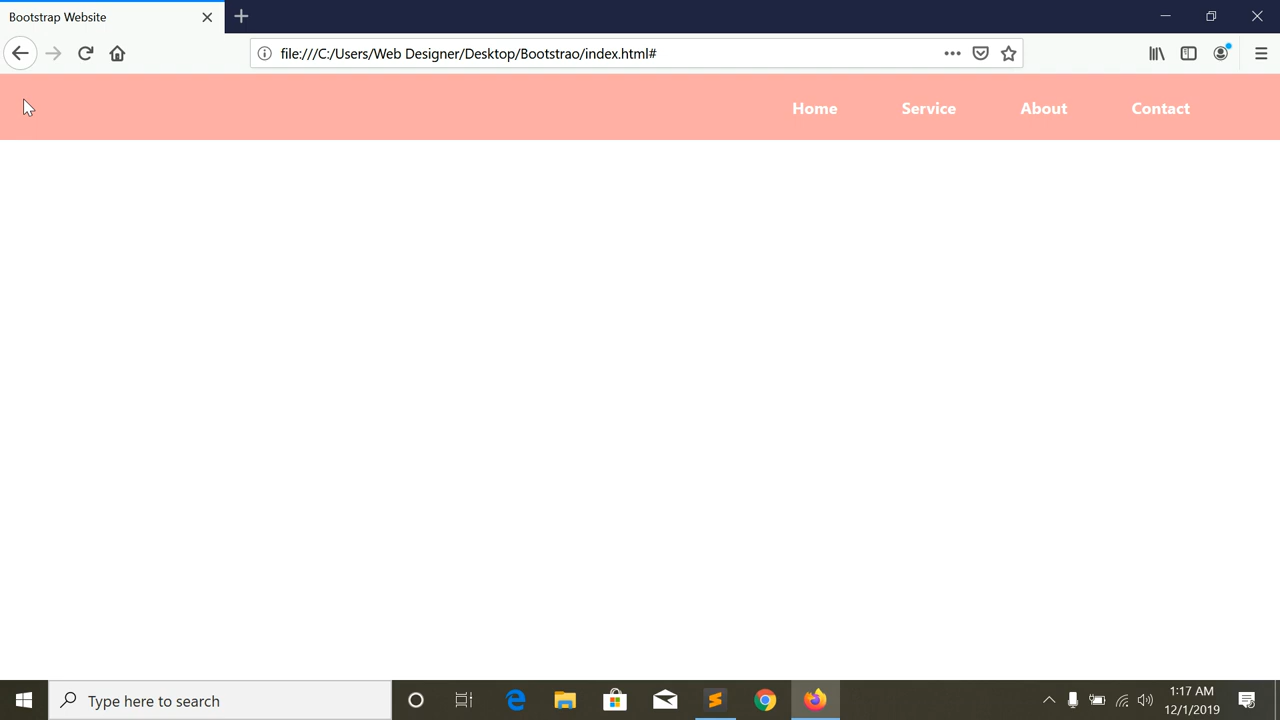 Bootstrap Website
file:///C:/Users/Web Designer/Desktop/Bootstrao/index.html#
Home Service About Contact
Type here to search
1:17 AM
12/1/2019